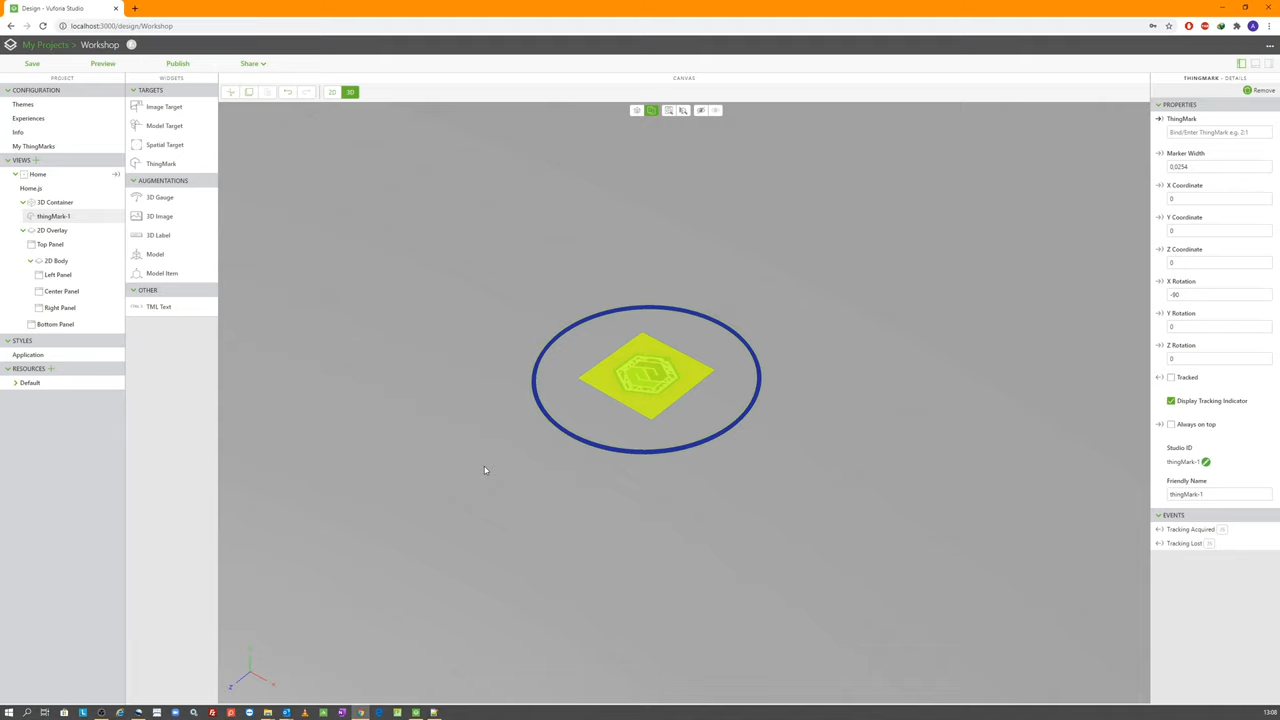 Design - Vuforia Studio
localhost:3000/design/Workshop
My Projects > Workshop
Save
Preview
Publish
Share
PROJECT
CONFIGURATION
Themes
Experiences
Info
My ThingMarks
VIEWS
Home
Home.js
3D Container
thingMark-1
2D Overlay
Top Panel
2D Body
Left Panel
Center Panel
Right Panel
Bottom Panel
STYLES
Application
RESOURCES
Default
WIDGETS
TARGETS
Image Target
Model Target
Spatial Target
ThingMark
AUGMENTATIONS
3D Gauge
3D Image
3D Label
Model
Model Item
OTHER
TML Text
CANVAS
2D
3D
Z
X
THINGMARK - DETAILS
Remove
PROPERTIES
ThingMark
Bind/Enter ThingMark e.g. 2:1
Marker Width
0,0254
X Coordinate
0
Y Coordinate
0
Z Coordinate
0
X Rotation
-90
Y Rotation
0
Z Rotation
0
Tracked
Display Tracking Indicator
Always on top
Studio ID
thingMark-1
Friendly Name
thingMark-1
EVENTS
Tracking Acquired JS
Tracking Lost JS
13:08